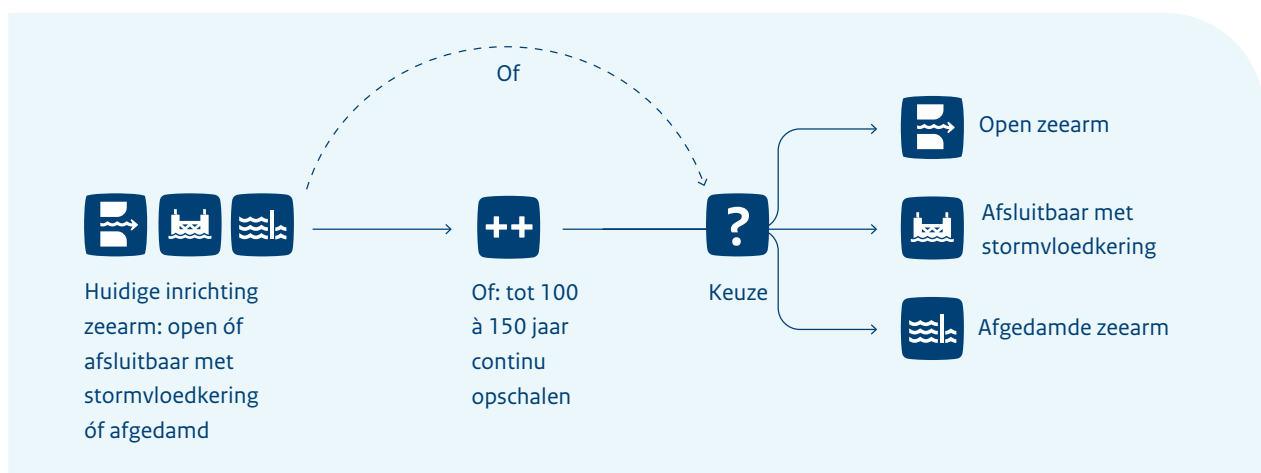 Of
Huidige inrichting
zeearm: open óf
afsluitbaar met
stormvloedkering
óf afgedamd
++
Of: tot 100
à 150 jaar
continu
opschalen
?
Keuze
Open zeearm
Afsluitbaar met
stormvloedkering
Afgedamde zeearm